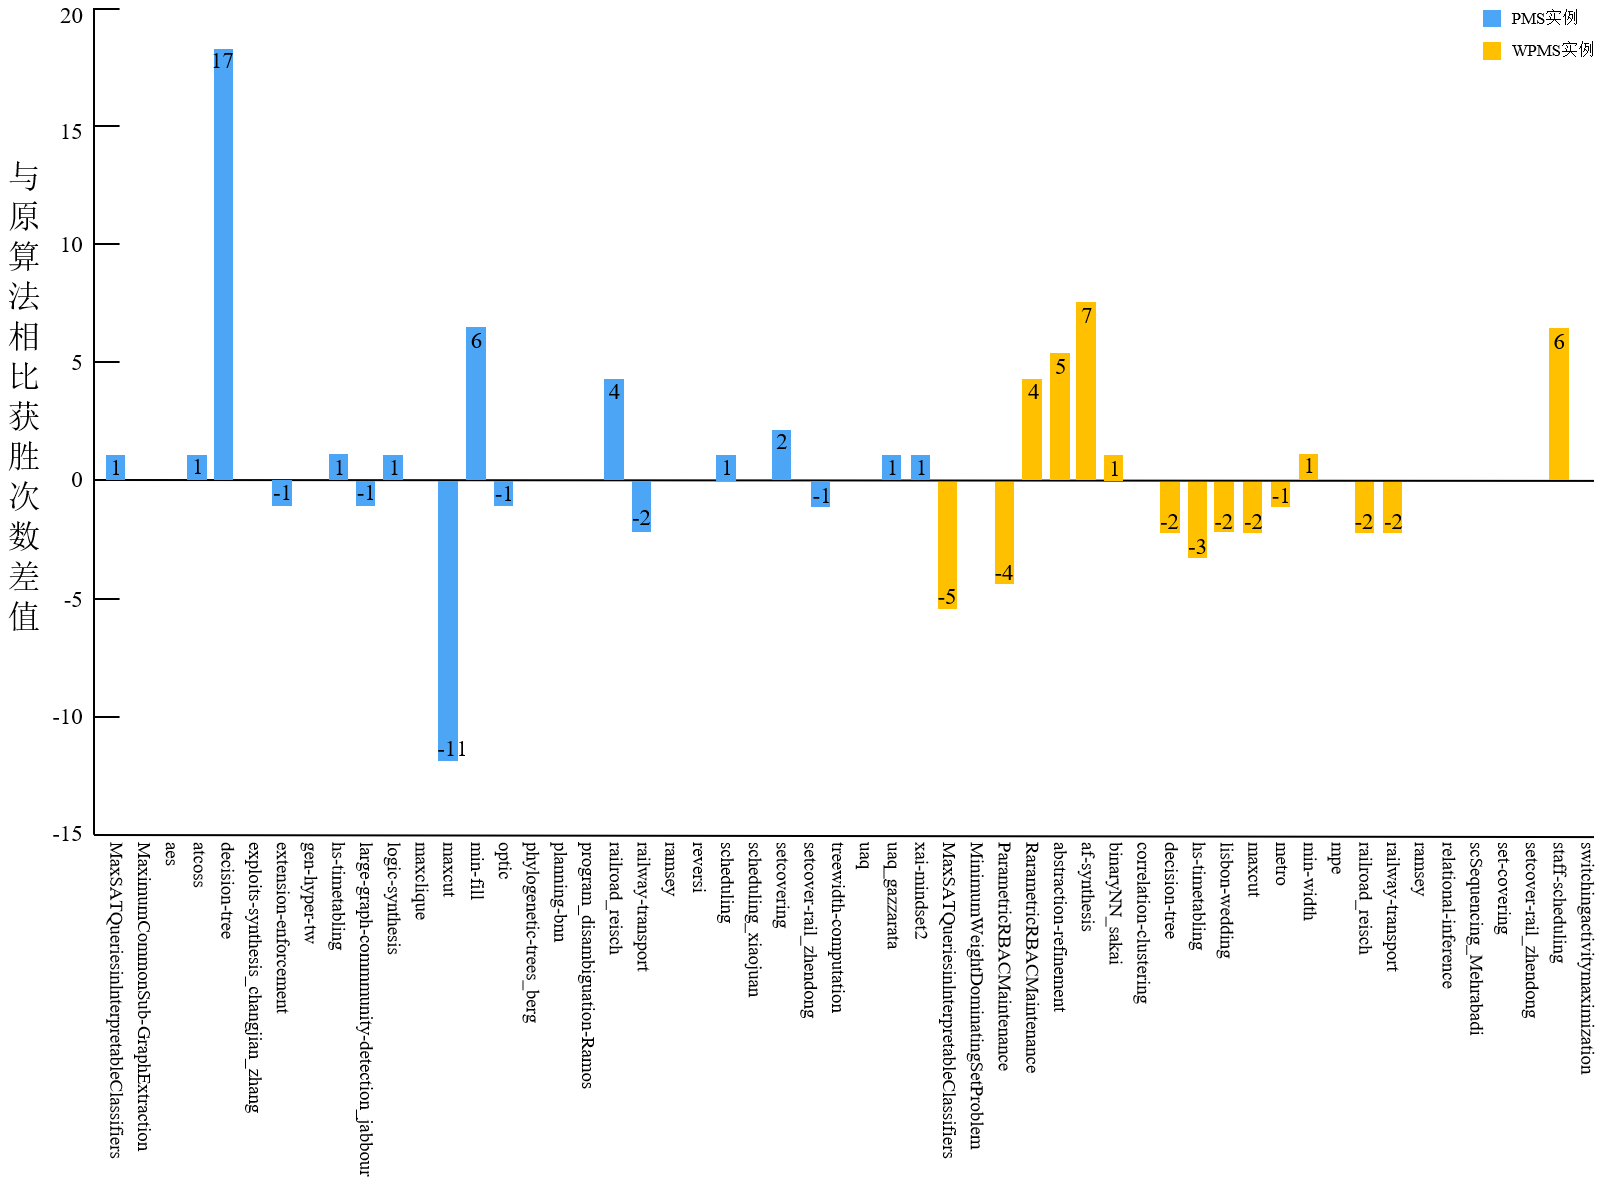 PMS实例
WPMS实例
与原算法相比获胜次数差值
20
15
10
5
0
-5
-10
-15
1
1
17
-1
1
-1
1
-11
6
-1
4
-2
1
2
-1
1
1
-5
-4
4
5
7
1
-2
-3
-2
-2
-1
1
-2
-2
6
MaxSATQueriesinInterpretableClassifiers
MaximumCommonSub-GraphExtraction
aes
atcoss
decision-tree
exploits-synthesis_changjian_zhang
extension-enforcement
gen-hyper-tw
hs-timetabling
large-graph-commmunity-detection_jabbour
logic-synthesis
maxclique
maxcut
min-fill
optic
phylogenetic-trees_berg
planning-bnn
program_disambiguation-Ramos
railroad_reisch
railway-transport
ramsey
reversi
scheduling
scheduling_xiaojuan
setcovering
setcover-rail_zhendong
treewidth-computation
uaq
uaq_gazzarata
xai-mindset2
MaxSATQueriesinInterpretableClassifiers
MinimumWeightDominatingSetProblem
ParametricRBACMaintenance
RarametricRBACMaintenance
abstraction-refinement
af-synthesis
binaryNN_sakai
correlation-clustering
decision-tree
hs-timetabling
lisbon-wedding
maxcut
metro
min-width
mpe
railroad_reisch
railway-transport
ramsey
relational-inference
scSequencing_Mehrabadi
set-covering
setcover-rail_zhendong
staff-scheduling
switchingactivitymaximization